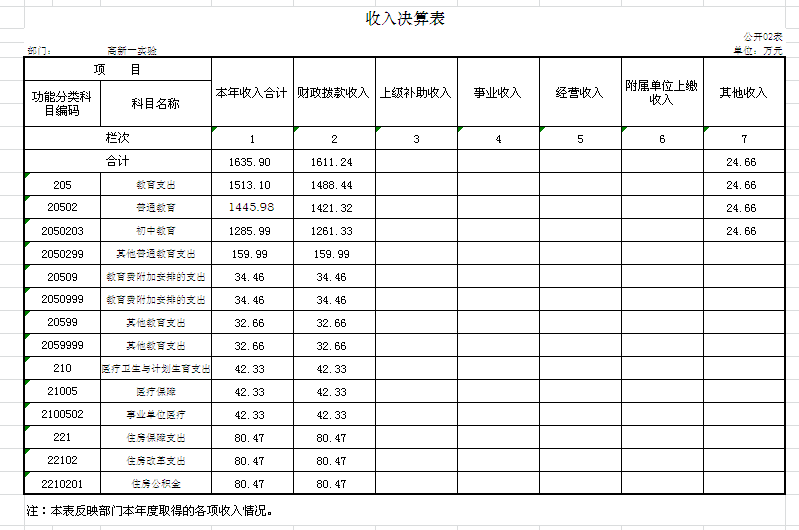 收入决算表
公开02表
部门： 高新一实验 单位：万元
项 目 本年收入合计 财政拨款收入 上级补助收入 事业收入 经营收入 附属单位上缴收入 其他收入
功能分类科目编码 科目名称
栏次 1 2 3 4 5 6 7
合计 1635.90 1611.24 24.66
205 教育支出 1513.10 1488.44 24.66
20502 普通教育 1445.98 1421.32 24.66
2050203 初中教育 1285.99 1261.33 24.66
2050299 其他普通教育支出 159.99 159.99
20509 教育费附加安排的支出 34.46 34.46
2050999 教育费附加安排的支出 34.46 34.46
20599 其他教育支出 32.66 32.66
2059999 其他教育支出 32.66 32.66
210 医疗卫生与计划生育支出 42.33 42.33
21005 医疗保障 42.33 42.33
2100502 事业单位医疗 42.33 42.33
221 住房保障支出 80.47 80.47
22102 住房改革支出 80.47 80.47
2210201 住房公积金 80.47 80.47
注：本表反映部门本年度取得的各项收入情况。